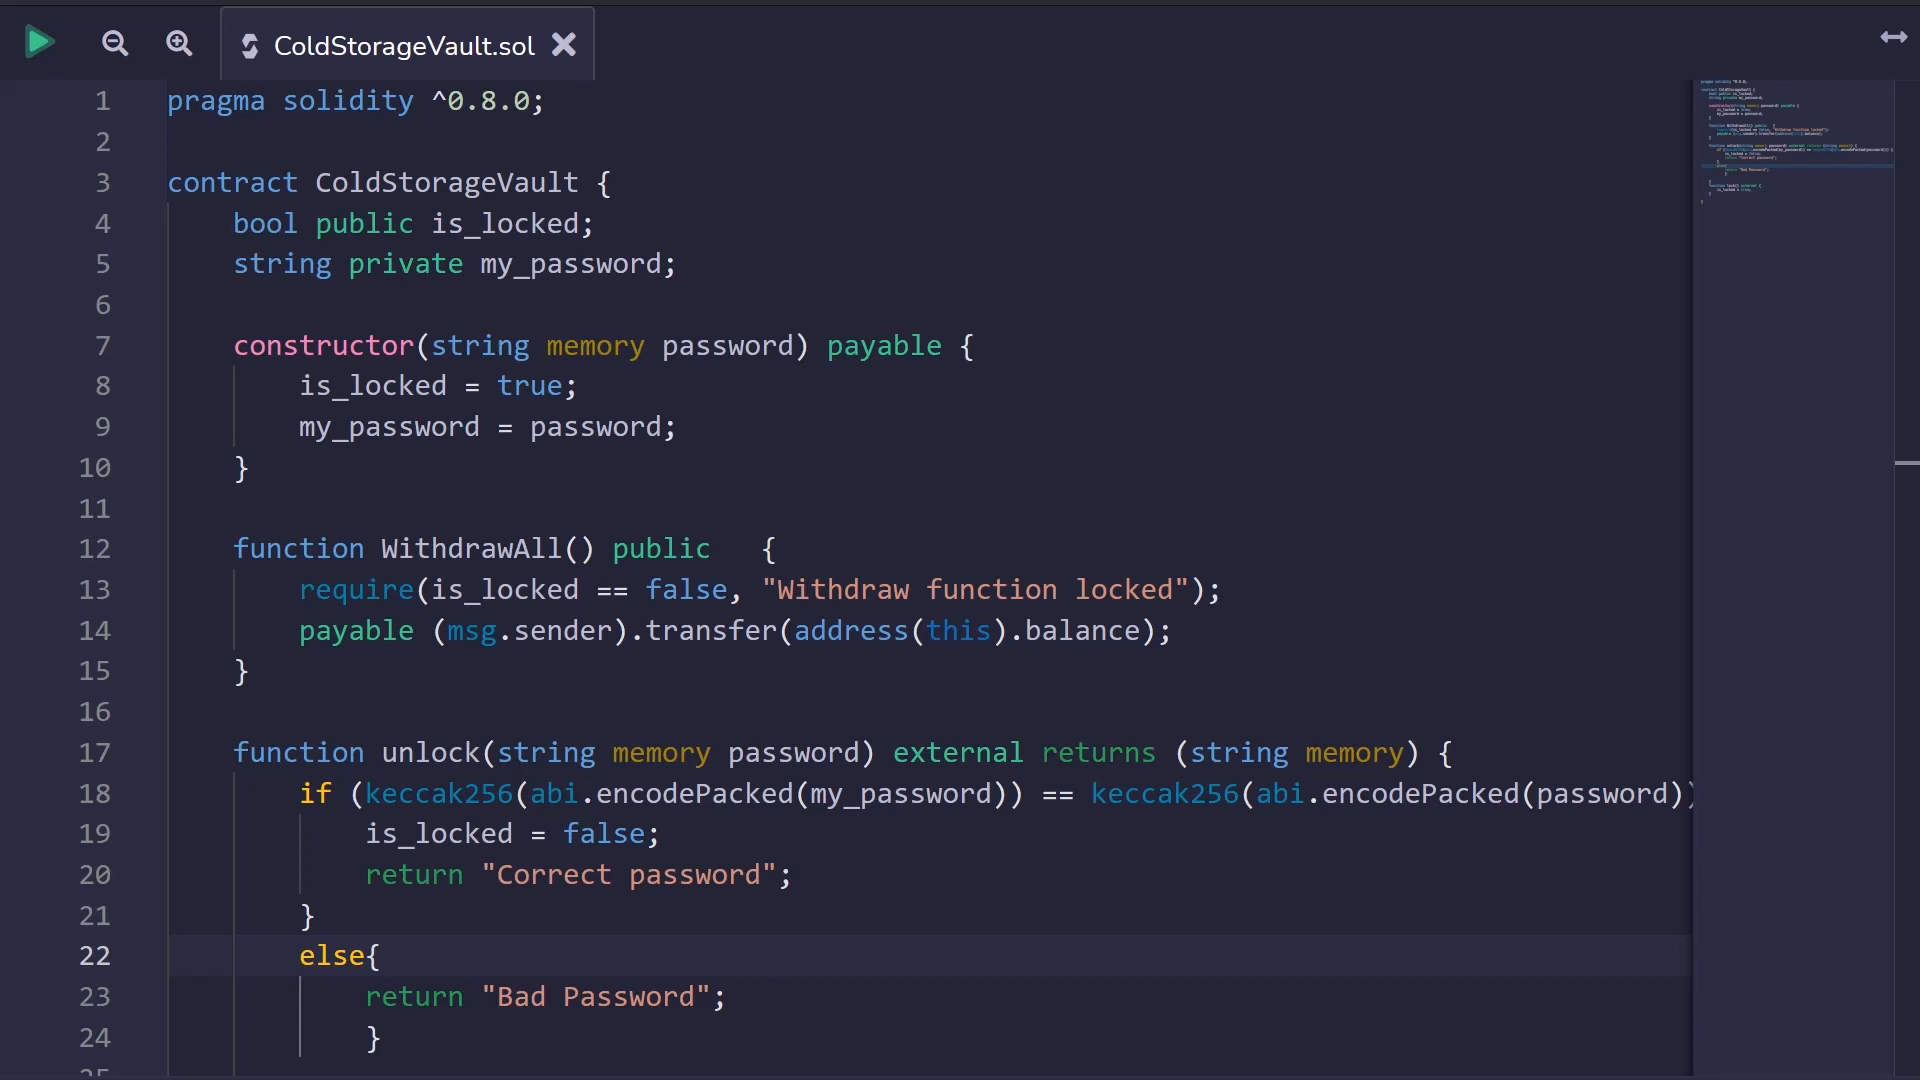 ColdStorageVault.sol
1 pragma solidity ^0.8.0;
2
3 contract ColdStorageVault {
4 bool public is_locked;
5 string private my_password;
6
7 constructor(string memory password) payable {
8 is_locked = true;
9 my_password = password;
10 }
11
12 function WithdrawAll() public   {
13 require(is_locked == false, "Withdraw function locked");
14 payable (msg.sender).transfer(address(this).balance);
15 }
16
17 function unlock(string memory password) external returns (string memory) {
18 if (keccak256(abi.encodePacked(my_password)) == keccak256(abi.encodePacked(password))
19 is_locked = false;
20 return "Correct password";
21 }
22 else{
23 return "Bad Password";
24 }
25